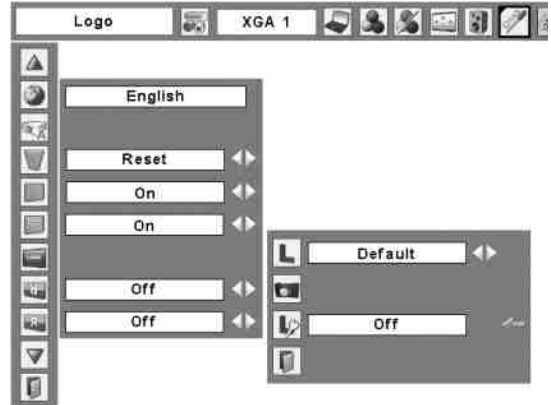 Logo
XGA 1
English
Reset
On
On
Default
Off
Off
Off